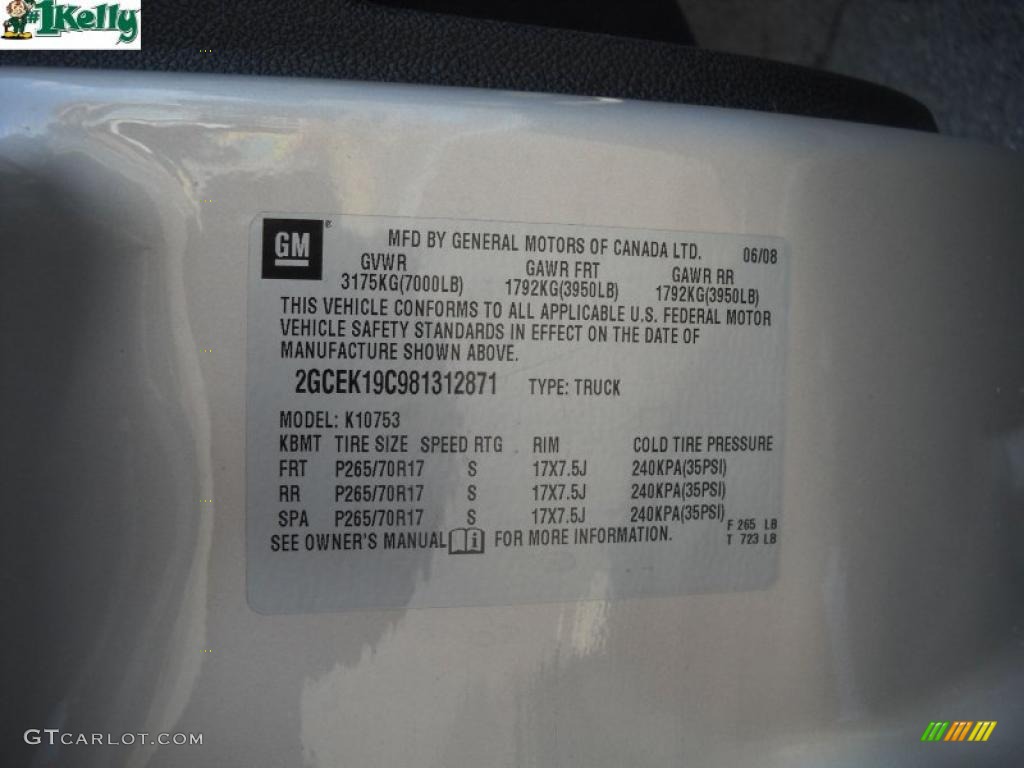 #1Kelly
GM ®
MFD BY GENERAL MOTORS OF CANADA LTD. 06/08
GVWR GAWR FRT GAWR RR
3175KG(7000LB) 1792KG(3950LB) 1792KG(3950LB)
THIS VEHICLE CONFORMS TO ALL APPLICABLE U.S. FEDERAL MOTOR
VEHICLE SAFETY STANDARDS IN EFFECT ON THE DATE OF
MANUFACTURE SHOWN ABOVE.
2GCEK19C981312871 TYPE: TRUCK
MODEL: K10753
KBMT TIRE SIZE SPEED RTG RIM COLD TIRE PRESSURE
FRT P265/70R17 S 17X7.5J 240KPA(35PSI)
RR P265/70R17 S 17X7.5J 240KPA(35PSI)
SPA P265/70R17 S 17X7.5J 240KPA(35PSI)
F 265 LB
SEE OWNER'S MANUAL i FOR MORE INFORMATION.
T 723 LB
GTCARLOT.COM